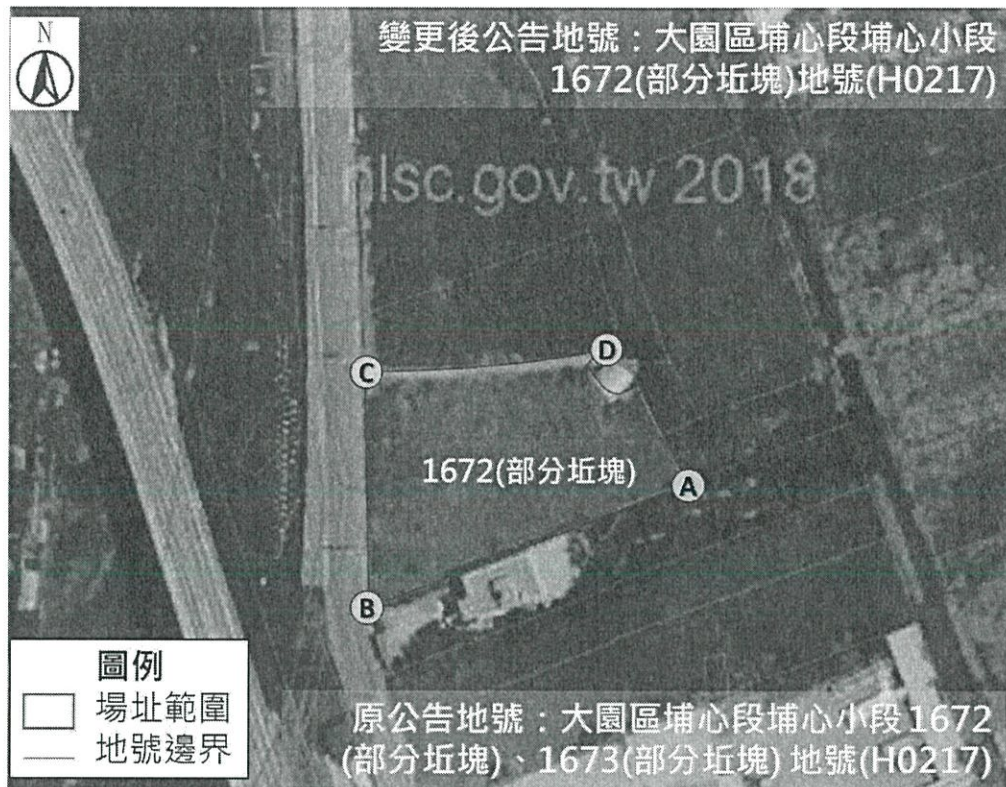 N
變更後公告地號：大園區埔心段埔心小段
1672(部分坵塊)地號(H0217)
nlsc.gov.tw 2018
D
C
1672(部分坵塊)
A
B
圖例
場址範圍
地號邊界
原公告地號：大園區埔心段埔心小段1672
(部分坵塊)、1673(部分坵塊) 地號(H0217)